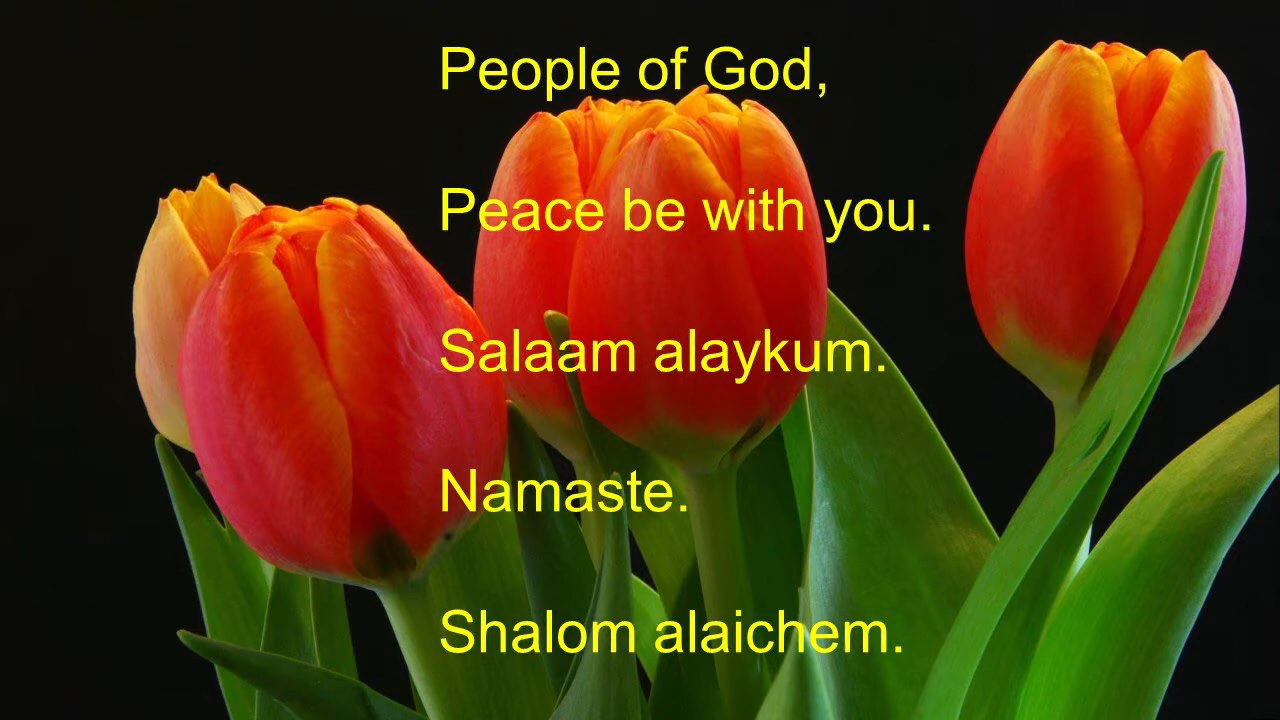 People of God,
Peace be with you.
Salaam alaykum.
Namaste.
Shalom alaichem.